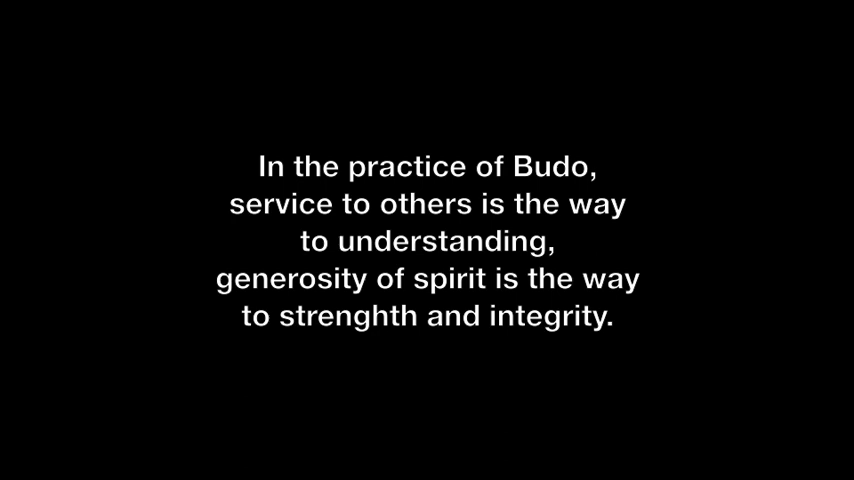 In the practice of Budo,
service to others is the way
to understanding,
generosity of spirit is the way
to strenghth and integrity.